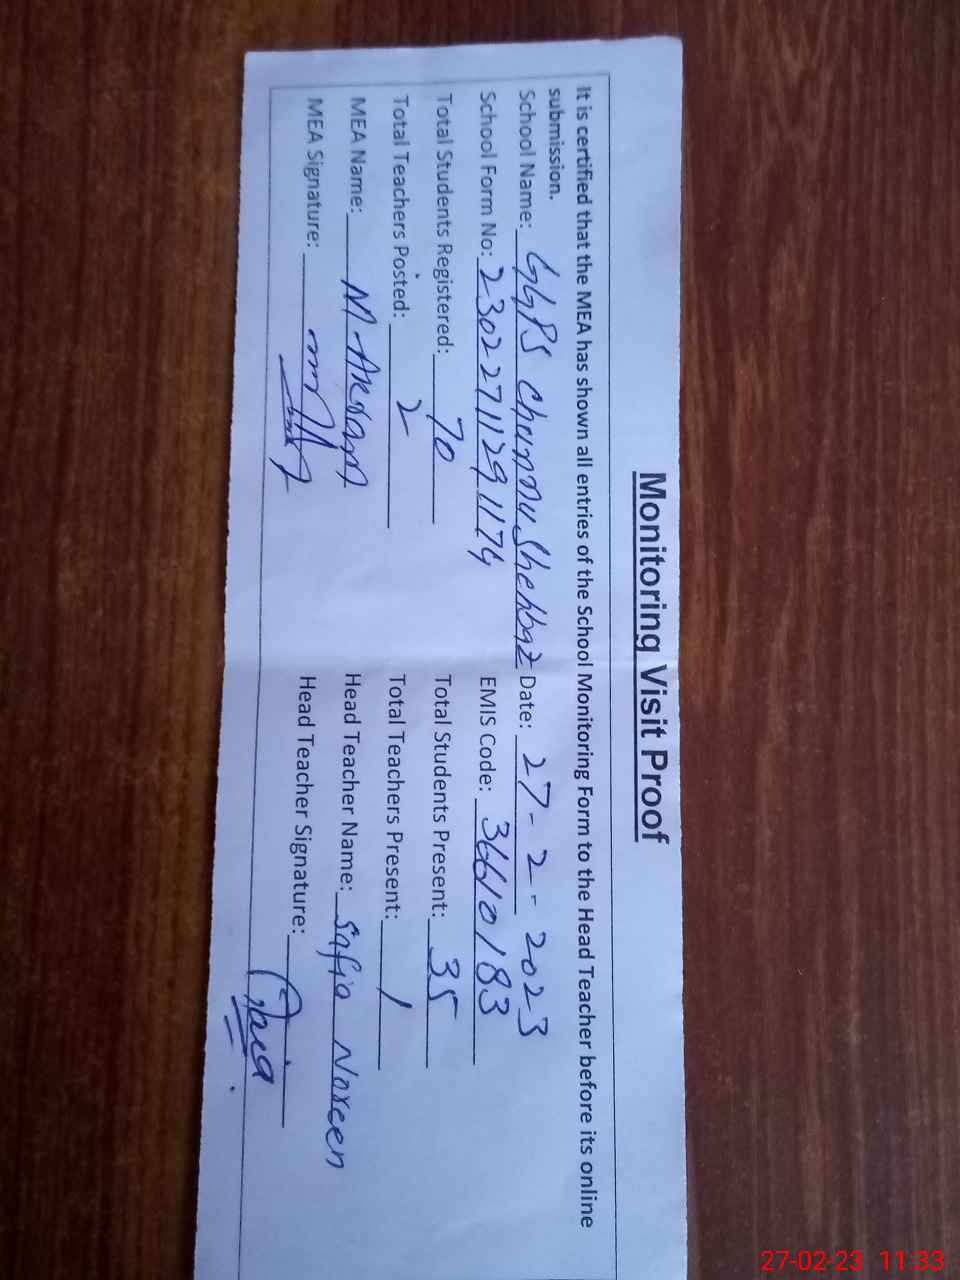 Monitoring Visit Proof
It is certified that the MEA has shown all entries of the School Monitoring Form to the Head Teacher before its online
submission.
School Name: GGPS Channu Shehbaz Date: 27-2-2023
School Form No: 23022711291174 EMIS Code: 36610183
Total Students Registered: 70 Total Students Present: 35
Total Teachers Posted: 2 Total Teachers Present: 1
MEA Name: M. Akram Head Teacher Name: Safia Noreen
MEA Signature: Head Teacher Signature:
27-02-23 11:33